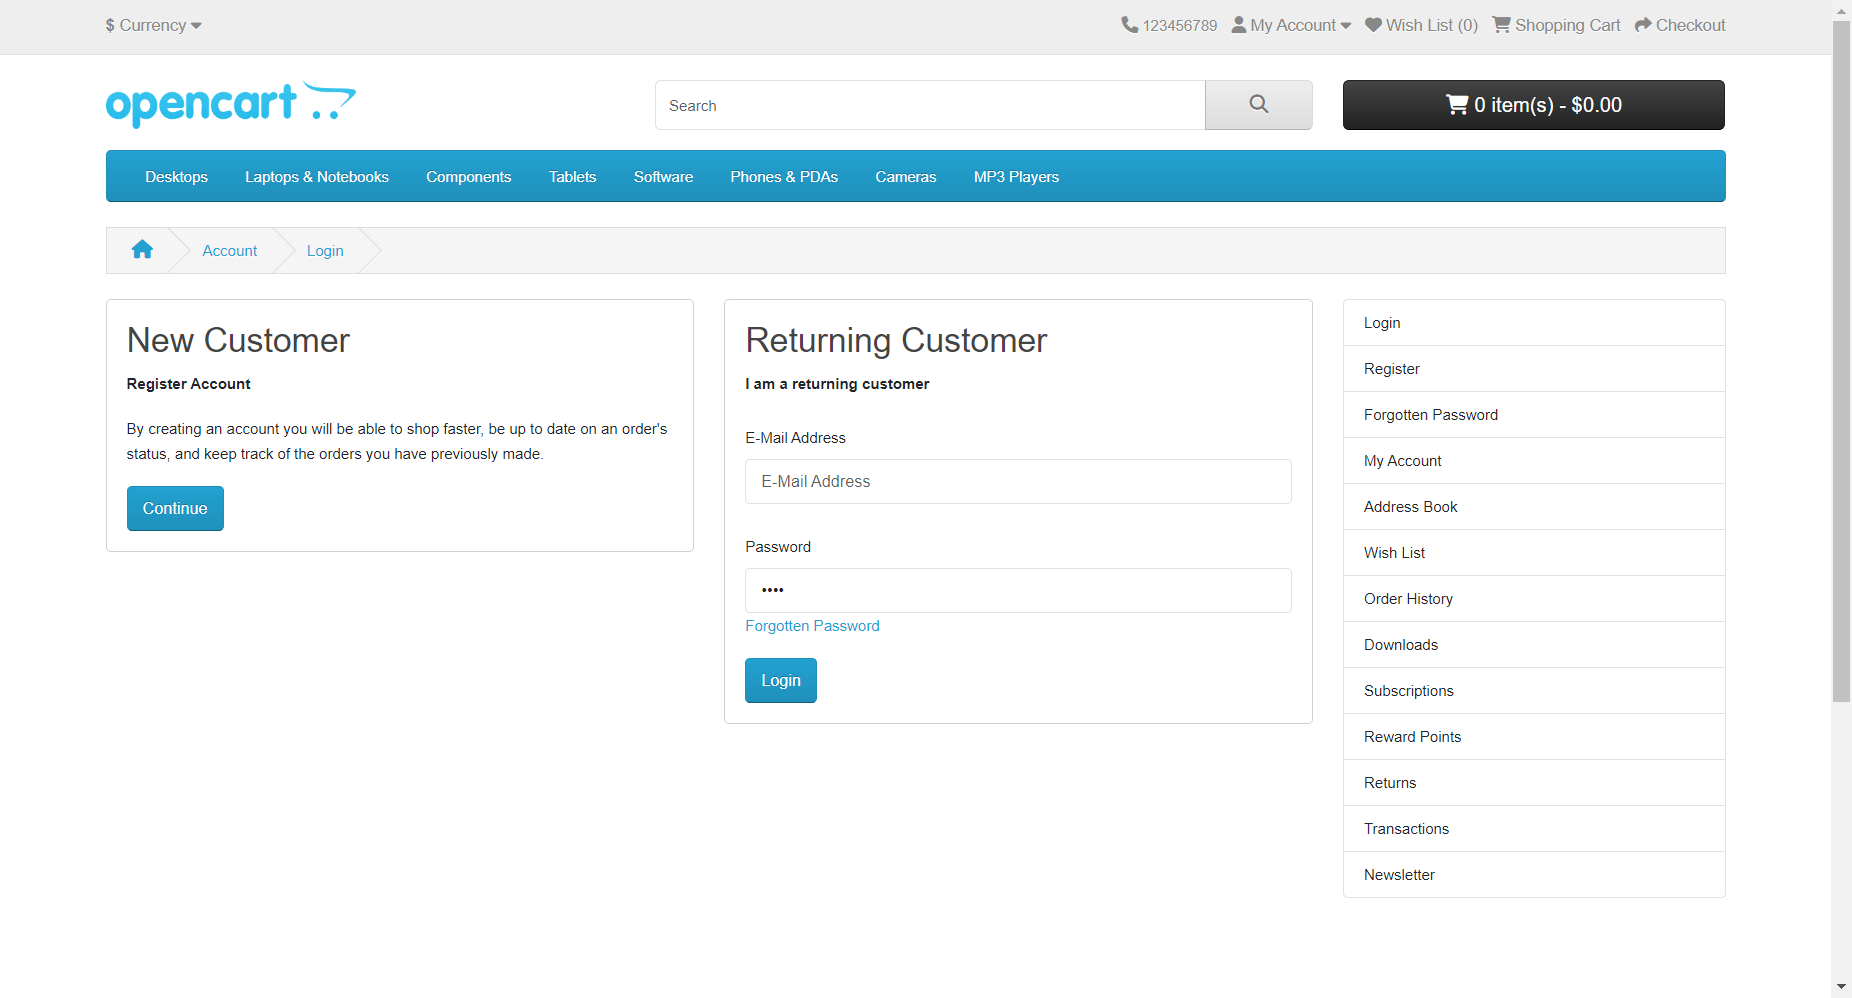 $ Currency
123456789 My Account Wish List (0) Shopping Cart Checkout
opencart
Search
0 item(s) - $0.00
Desktops Laptops & Notebooks Components Tablets Software Phones & PDAs Cameras MP3 Players
Account Login
New Customer
Register Account
By creating an account you will be able to shop faster, be up to date on an order's
status, and keep track of the orders you have previously made.
Continue
Returning Customer
I am a returning customer
E-Mail Address
E-Mail Address
Password
••••
Forgotten Password
Login
Login
Register
Forgotten Password
My Account
Address Book
Wish List
Order History
Downloads
Subscriptions
Reward Points
Returns
Transactions
Newsletter